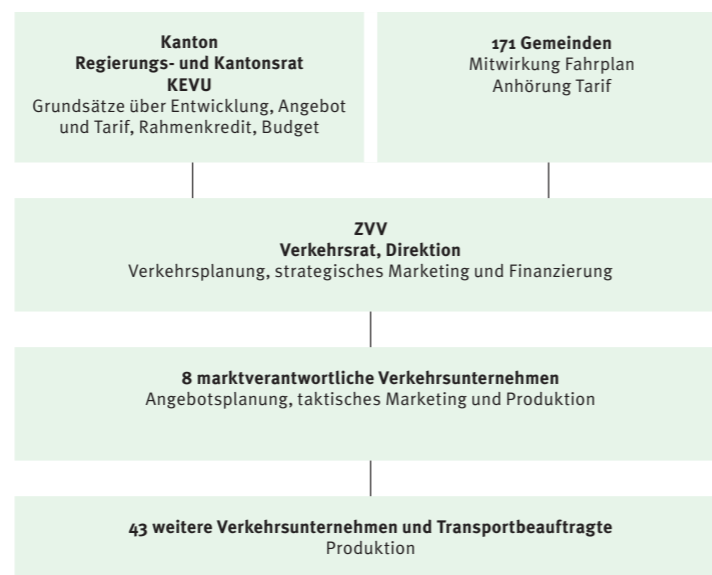 Kanton
Regierungs- und Kantonsrat
KEVU
Grundsätze über Entwicklung, Angebot
und Tarif, Rahmenkredit, Budget
171 Gemeinden
Mitwirkung Fahrplan
Anhörung Tarif
ZVV
Verkehrsrat, Direktion
Verkehrsplanung, strategisches Marketing und Finanzierung
8 marktverantwortliche Verkehrsunternehmen
Angebotsplanung, taktisches Marketing und Produktion
43 weitere Verkehrsunternehmen und Transportbeauftragte
Produktion